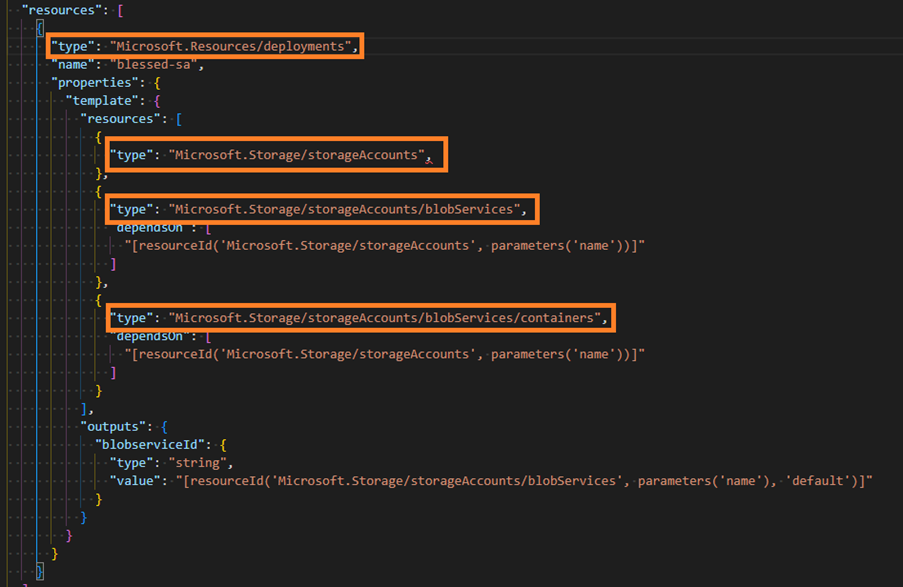 "resources": [
{
"type": "Microsoft.Resources/deployments",
"name": "blessed-sa",
"properties": {
"template": {
"resources": [
{
"type": "Microsoft.Storage/storageAccounts",
},
{
"type": "Microsoft.Storage/storageAccounts/blobServices",
"dependsOn": [
"[resourceId('Microsoft.Storage/storageAccounts', parameters('name'))]"
]
},
{
"type": "Microsoft.Storage/storageAccounts/blobServices/containers",
"dependsOn": [
"[resourceId('Microsoft.Storage/storageAccounts', parameters('name'))]"
]
}
],
"outputs": {
"blobserviceId": {
"type": "string",
"value": "[resourceId('Microsoft.Storage/storageAccounts/blobServices', parameters('name'), 'default')]"
}
}
}
}
}